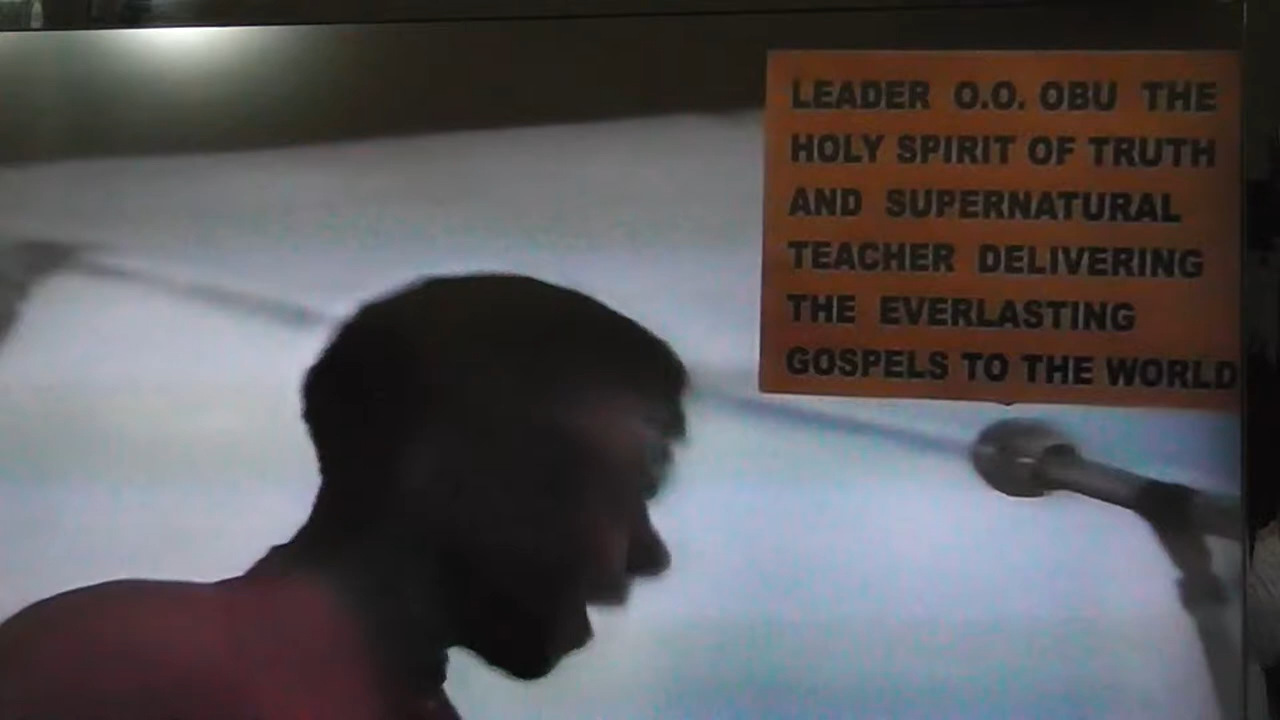 LEADER O.O. OBU THE
HOLY SPIRIT OF TRUTH
AND SUPERNATURAL
TEACHER DELIVERING
THE EVERLASTING
GOSPELS TO THE WORLD